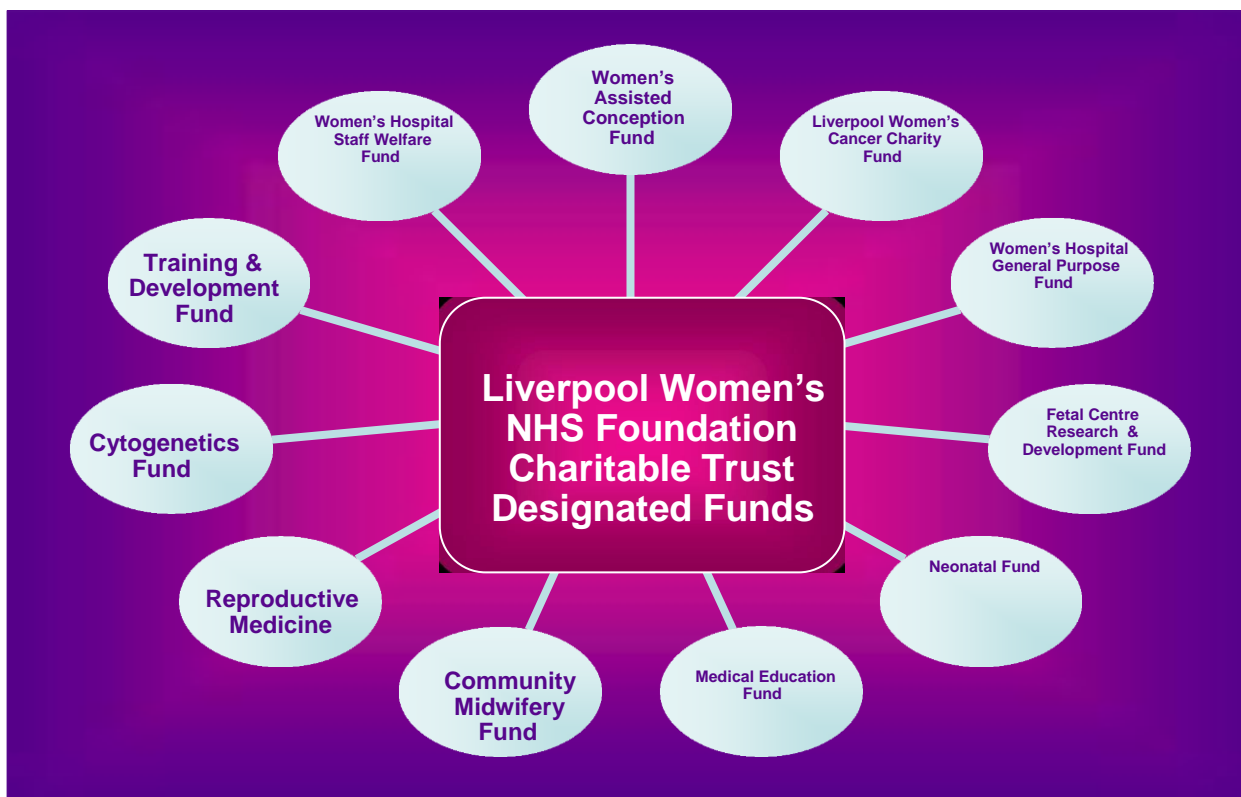 Women’s
Assisted
Conception
Fund
Women’s Hospital
Staff Welfare
Fund
Liverpool Women’s
Cancer Charity
Fund
Training &
Development
Fund
Women’s Hospital
General Purpose
Fund
Liverpool Women’s
NHS Foundation
Charitable Trust
Designated Funds
Cytogenetics
Fund
Fetal Centre
Research &
Development Fund
Reproductive
Medicine
Neonatal Fund
Community
Midwifery
Fund
Medical Education
Fund